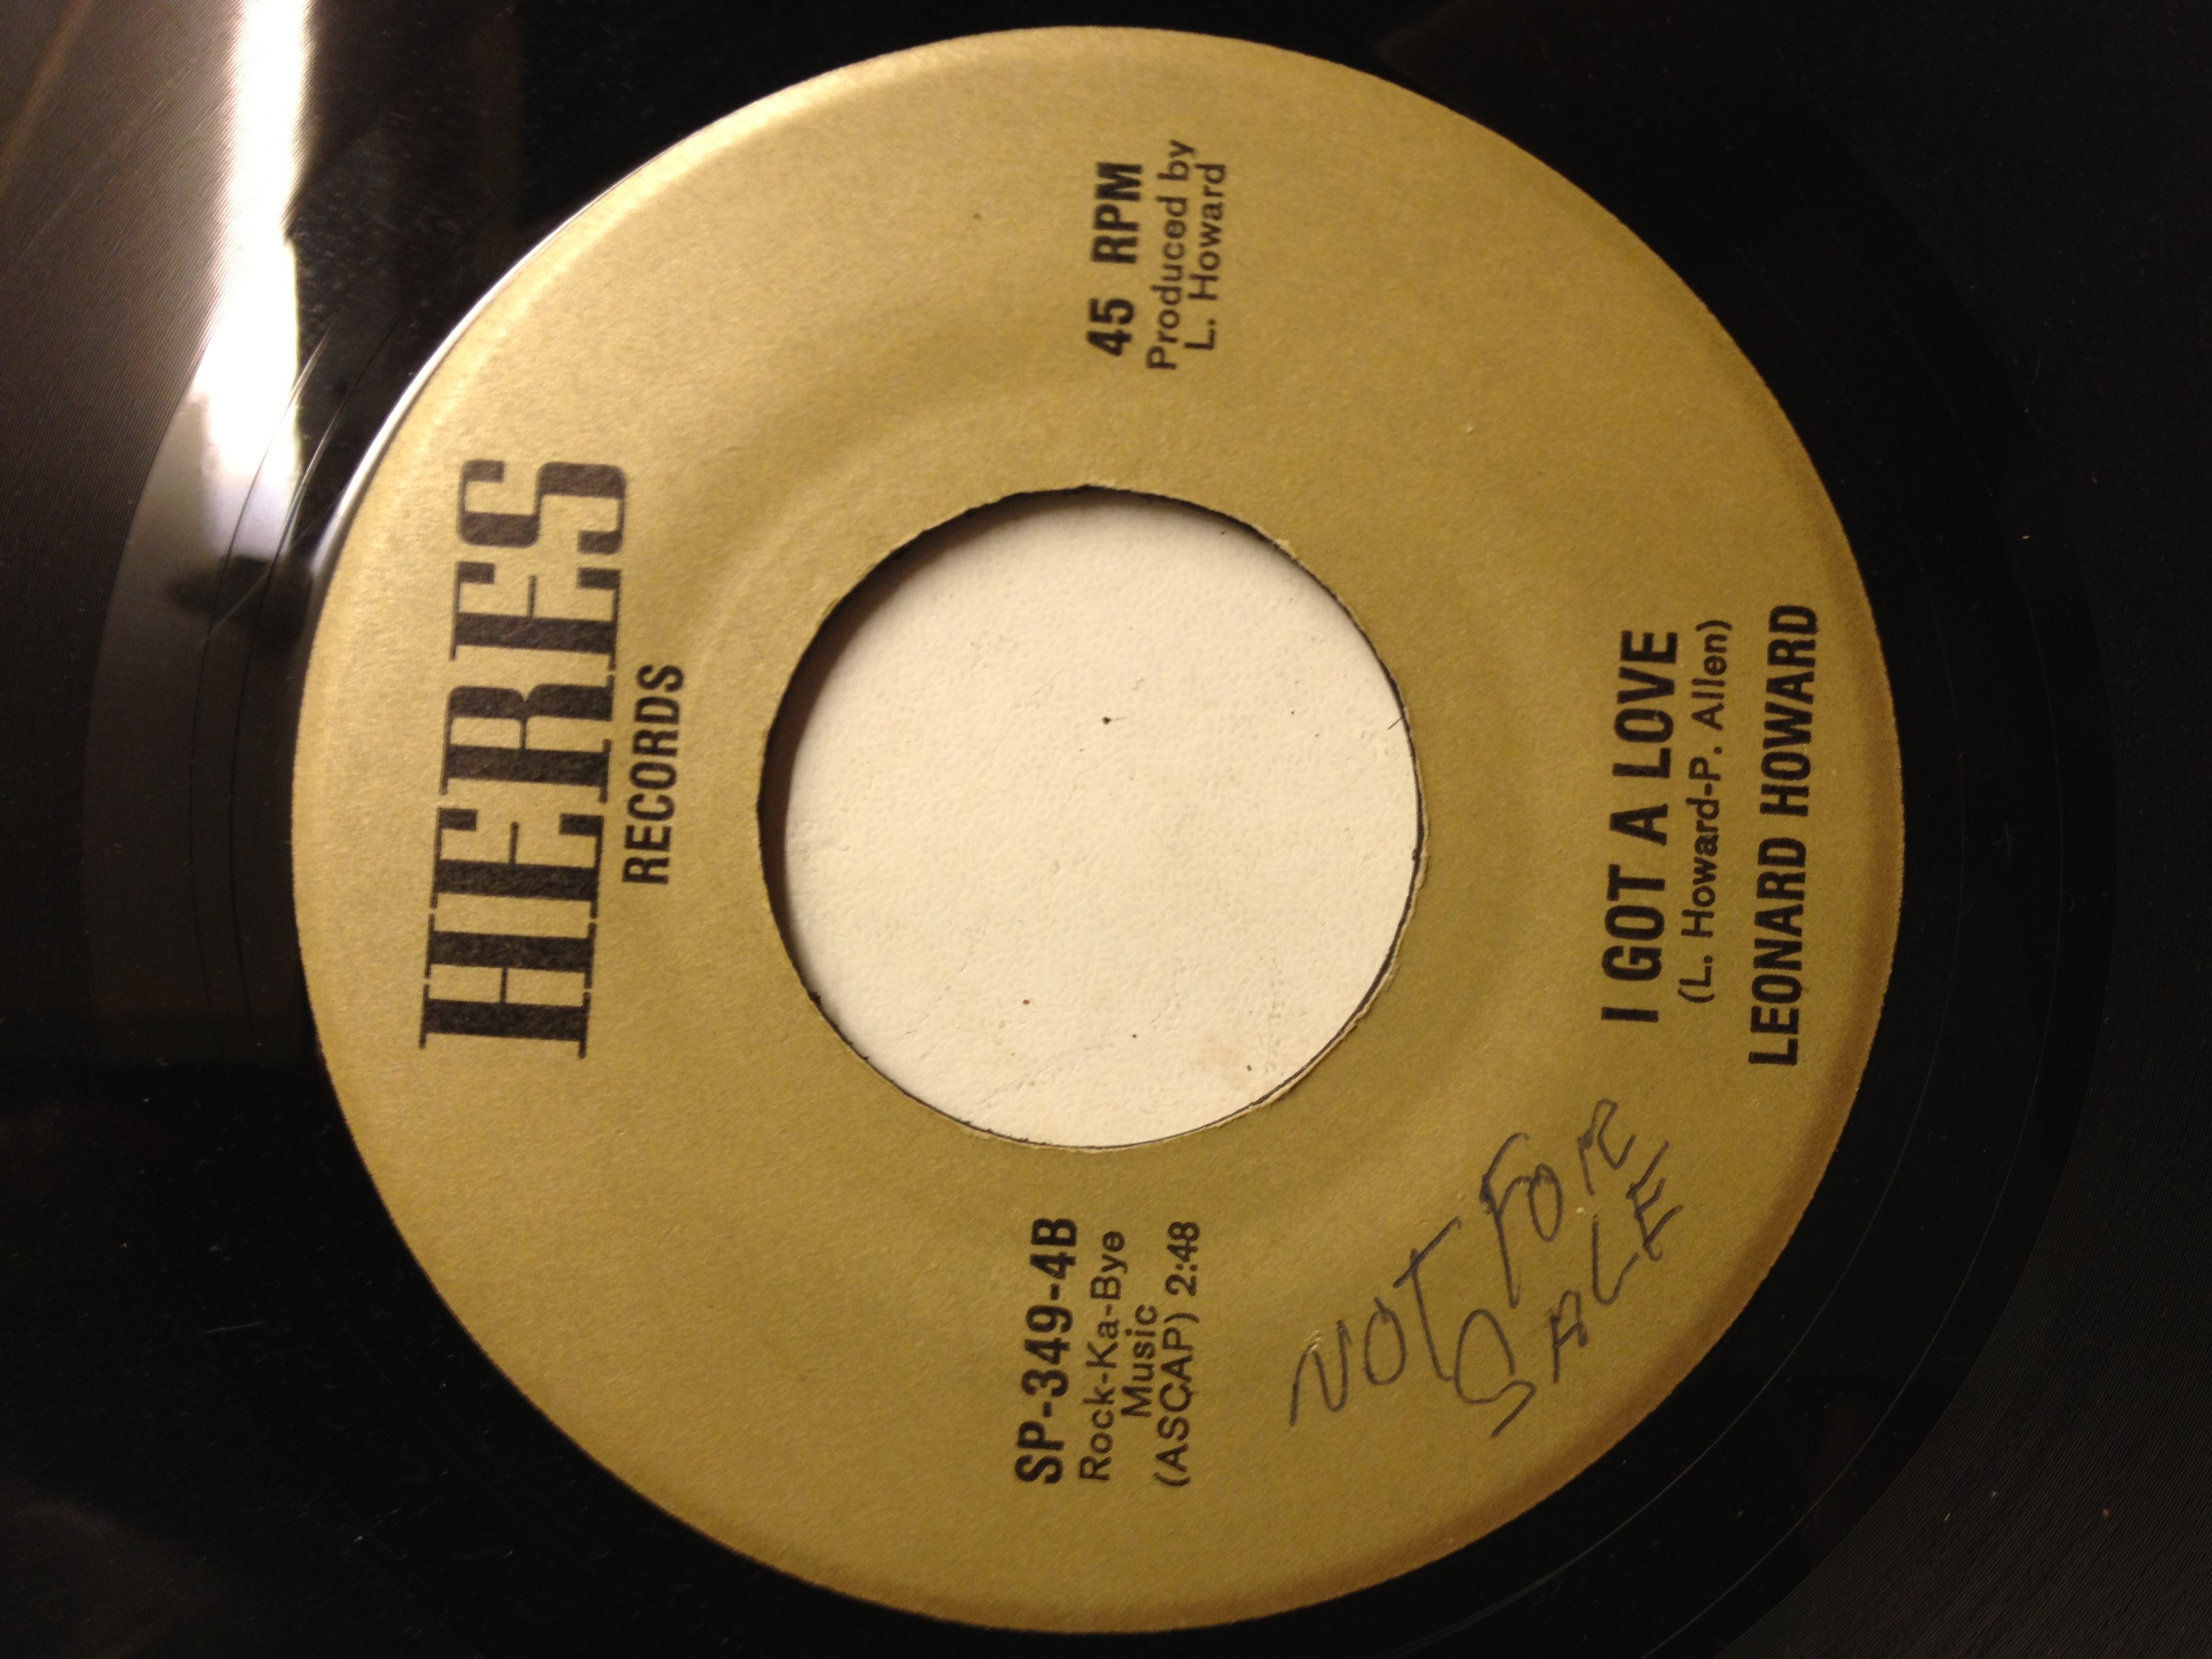 HERES
RECORDS
SP-349-4B
Rock-Ka-Bye
Music
(ASCAP) 2:48
45 RPM
Produced by
L. Howard
NOT FOR
SALE
I GOT A LOVE
(L. Howard-P. Allen)
LEONARD HOWARD